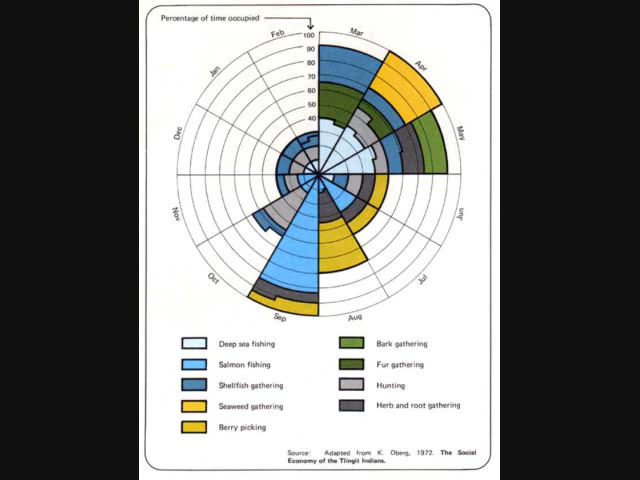 Percentage of time occupied
Feb
Mar
100
90
80
70
60
50
40
Jan
Apr
Dec
May
Nov
Jun
Oct
Jul
Sep
Aug
Deep sea fishing
Bark gathering
Salmon fishing
Fur gathering
Shellfish gathering
Hunting
Seaweed gathering
Herb and root gathering
Berry picking
Source: Adapted from K. Oberg, 1972. The Social
Economy of the Tlingit Indians.